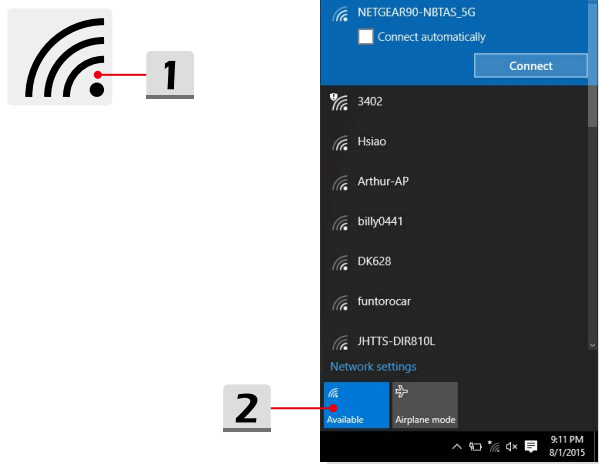 1
NETGEAR90-NBTAS_5G
Connect automatically
Connect
3402
Hsiao
Arthur-AP
billy0441
DK628
funtorocar
JHTTS-DIR810L
Network settings
2
Available
Airplane mode
9:11 PM
8/1/2015